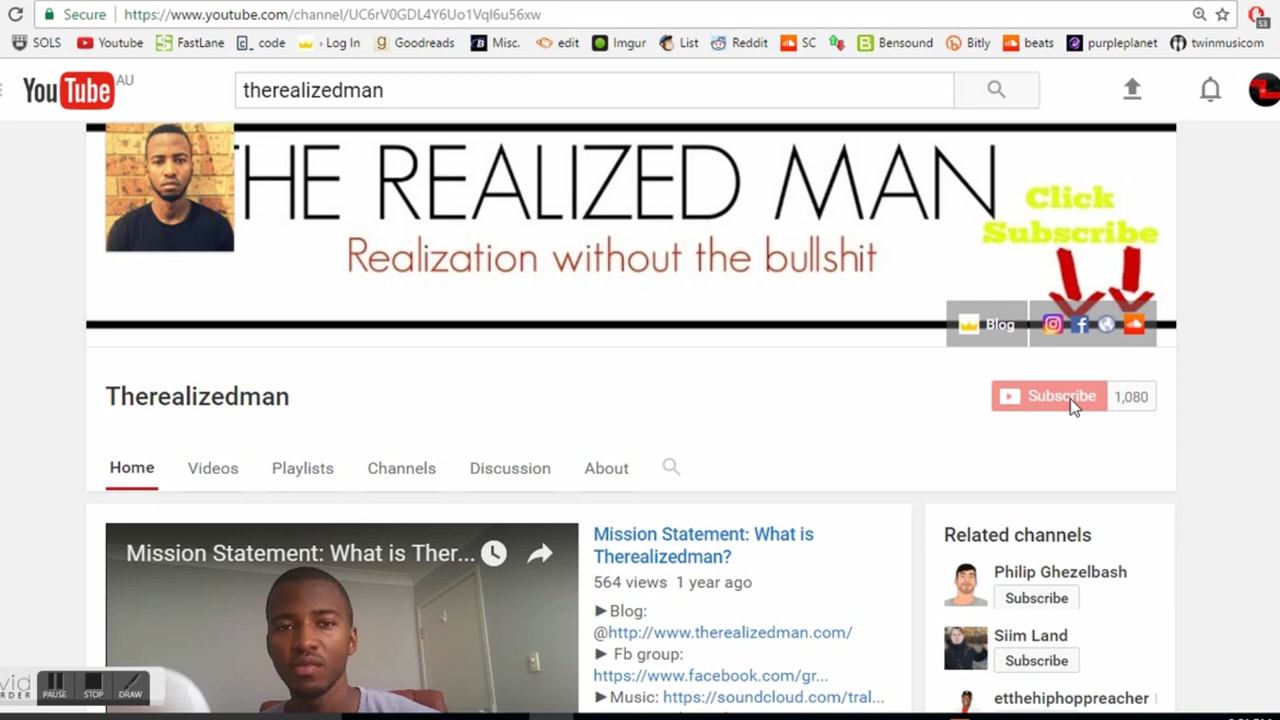 Secure https://www.youtube.com/channel/UC6rV0GDL4Y6Uo1Vql6u56xw
53
SOLS Youtube FastLane code › Log In Goodreads Misc. edit Imgur List Reddit SC Bensound Bitly beats purpleplanet twinmusicom
YouTube AU
therealizedman
THE REALIZED MAN
Realization without the bullshit
Click
Subscribe
Blog
Therealizedman
Subscribe 1,080
Home Videos Playlists Channels Discussion About
Mission Statement: What is Ther...
Mission Statement: What is
Therealizedman?
564 views 1 year ago
►Blog:
@http://www.therealizedman.com/
► Fb group:
https://www.facebook.com/gr...
►Music: https://soundcloud.com/tral...
Related channels
Philip Ghezelbash
Subscribe
Siim Land
Subscribe
etthehiphoppreacher
PAUSE STOP DRAW